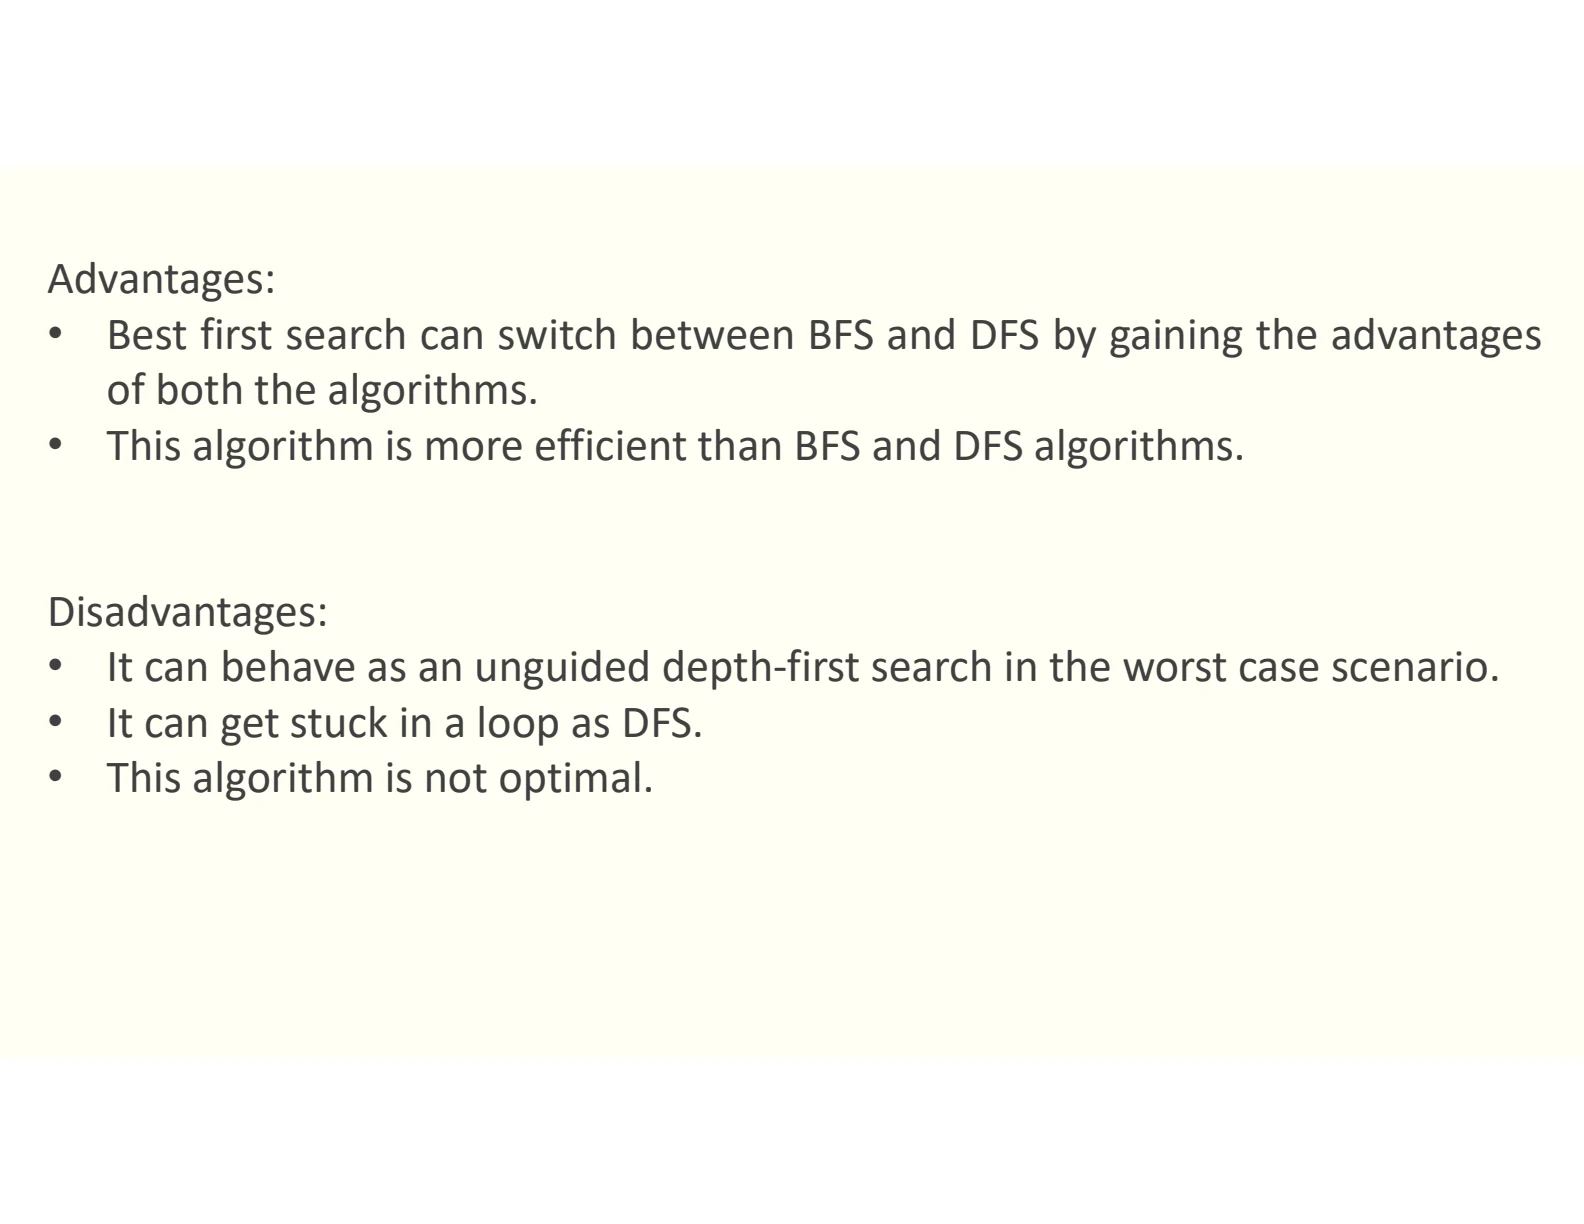 Advantages:
• Best first search can switch between BFS and DFS by gaining the advantages
of both the algorithms.
• This algorithm is more efficient than BFS and DFS algorithms.
Disadvantages:
• It can behave as an unguided depth-first search in the worst case scenario.
• It can get stuck in a loop as DFS.
• This algorithm is not optimal.